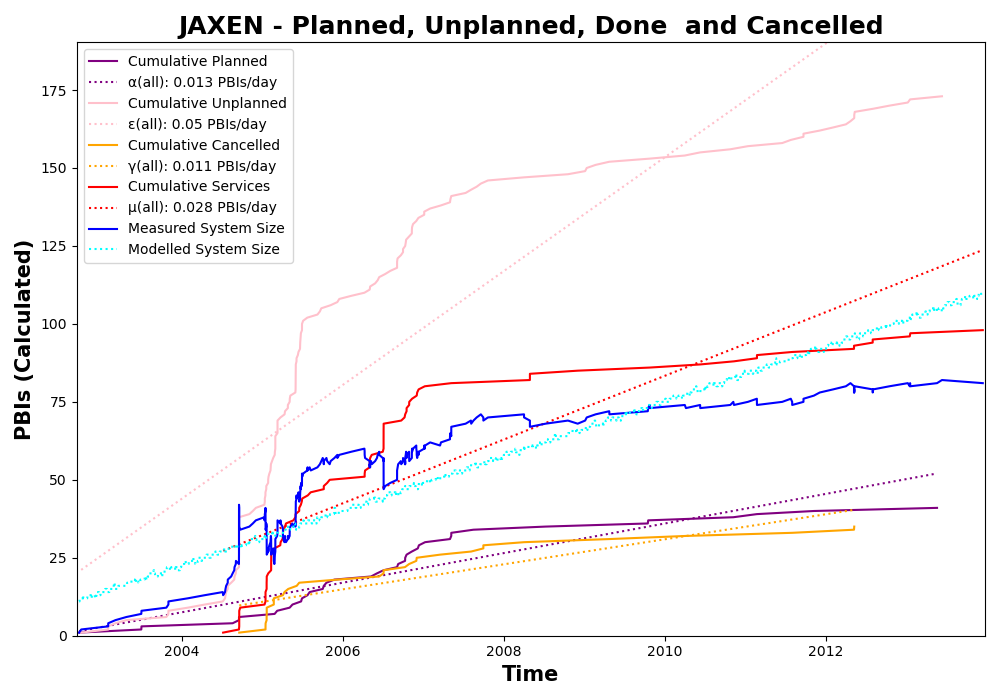 JAXEN - Planned, Unplanned, Done  and Cancelled
Cumulative Planned
α(all): 0.013 PBIs/day
Cumulative Unplanned
ε(all): 0.05 PBIs/day
Cumulative Cancelled
γ(all): 0.011 PBIs/day
Cumulative Services
μ(all): 0.028 PBIs/day
Measured System Size
Modelled System Size
PBIs (Calculated)
175
150
125
100
75
50
25
0
2004 2006 2008 2010 2012
Time